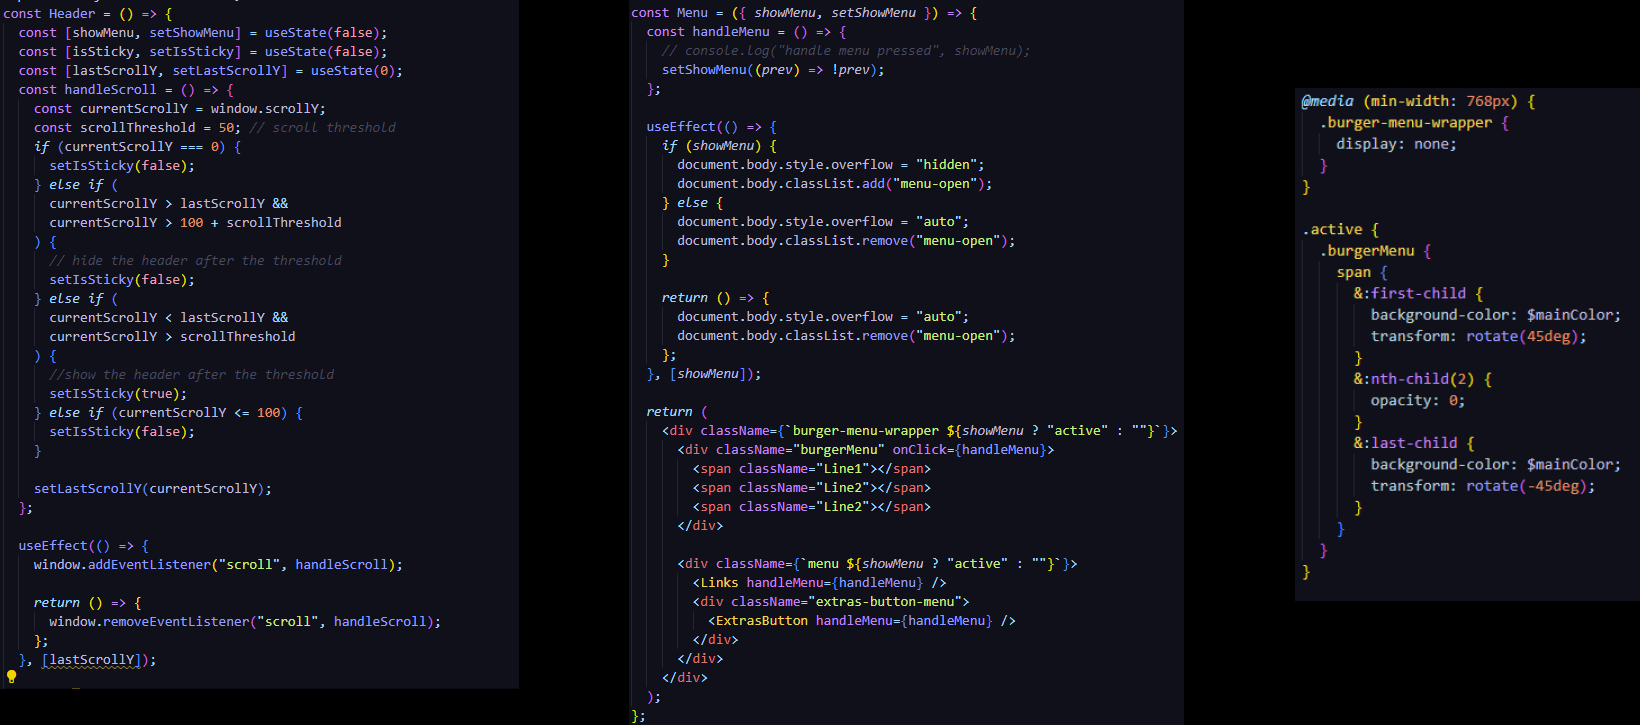 const Header = () => {
  const [showMenu, setShowMenu] = useState(false);
  const [isSticky, setIsSticky] = useState(false);
  const [lastScrollY, setLastScrollY] = useState(0);
  const handleScroll = () => {
    const currentScrollY = window.scrollY;
    const scrollThreshold = 50; // scroll threshold
    if (currentScrollY === 0) {
      setIsSticky(false);
    } else if (
      currentScrollY > lastScrollY &&
      currentScrollY > 100 + scrollThreshold
    ) {
      // hide the header after the threshold
      setIsSticky(false);
    } else if (
      currentScrollY < lastScrollY &&
      currentScrollY > scrollThreshold
    ) {
      //show the header after the threshold
      setIsSticky(true);
    } else if (currentScrollY <= 100) {
      setIsSticky(false);
    }

    setLastScrollY(currentScrollY);
  };

  useEffect(() => {
    window.addEventListener("scroll", handleScroll);

    return () => {
      window.removeEventListener("scroll", handleScroll);
    };
  }, [lastScrollY]);

const Menu = ({ showMenu, setShowMenu }) => {
  const handleMenu = () => {
    // console.log("handle menu pressed", showMenu);
    setShowMenu((prev) => !prev);
  };

  useEffect(() => {
    if (showMenu) {
      document.body.style.overflow = "hidden";
      document.body.classList.add("menu-open");
    } else {
      document.body.style.overflow = "auto";
      document.body.classList.remove("menu-open");
    }

    return () => {
      document.body.style.overflow = "auto";
      document.body.classList.remove("menu-open");
    };
  }, [showMenu]);

  return (
    <div className={`burger-menu-wrapper ${showMenu ? "active" : ""}`}>
      <div className="burgerMenu" onClick={handleMenu}>
        <span className="Line1"></span>
        <span className="Line2"></span>
        <span className="Line2"></span>
      </div>

      <div className={`menu ${showMenu ? "active" : ""}`}>
        <Links handleMenu={handleMenu} />
        <div className="extras-button-menu">
          <ExtrasButton handleMenu={handleMenu} />
        </div>
      </div>
    </div>
  );
};

@media (min-width: 768px) {
  .burger-menu-wrapper {
    display: none;
  }
}

.active {
  .burgerMenu {
    span {
      &:first-child {
        background-color: $mainColor;
        transform: rotate(45deg);
      }
      &:nth-child(2) {
        opacity: 0;
      }
      &:last-child {
        background-color: $mainColor;
        transform: rotate(-45deg);
      }
    }
  }
}